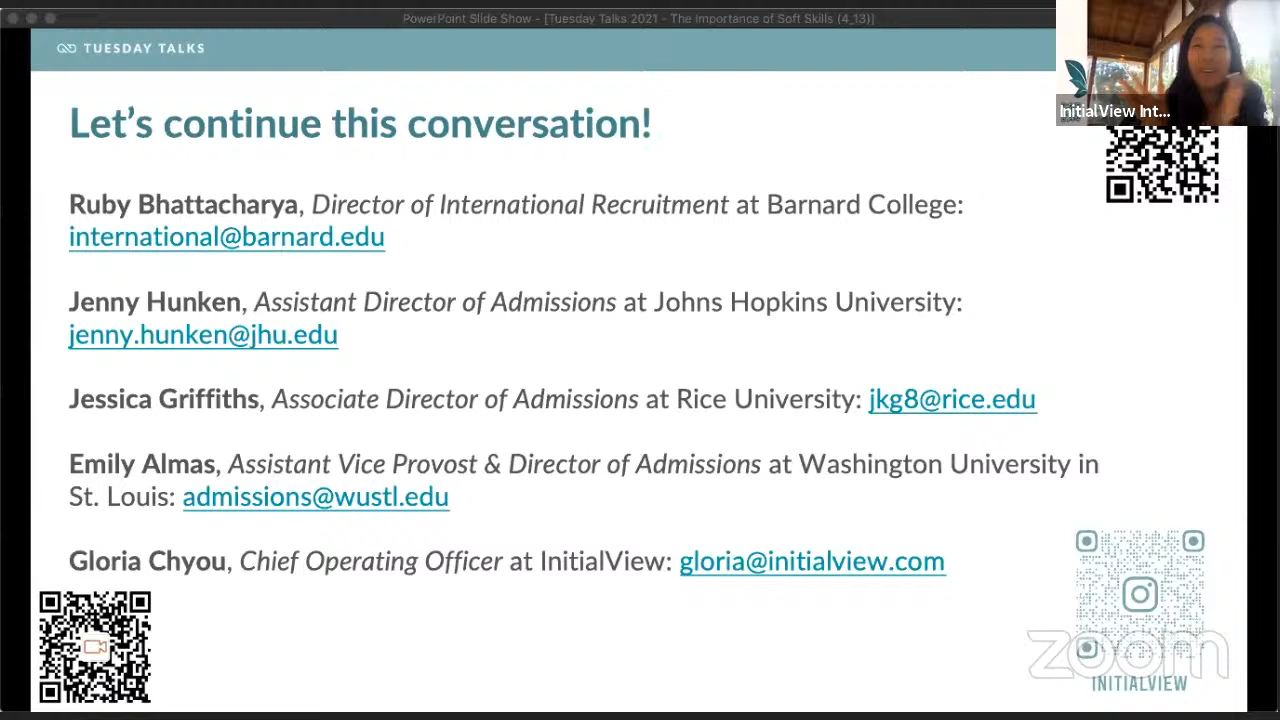 PowerPoint Slide Show - [Tuesday Talks 2021 - The Importance of Soft Skills (4_13)]
TUESDAY TALKS
InitialView Int...
Let's continue this conversation!
Ruby Bhattacharya, Director of International Recruitment at Barnard College:
international@barnard.edu
Jenny Hunken, Assistant Director of Admissions at Johns Hopkins University:
jenny.hunken@jhu.edu
Jessica Griffiths, Associate Director of Admissions at Rice University: jkg8@rice.edu
Emily Almas, Assistant Vice Provost & Director of Admissions at Washington University in
St. Louis: admissions@wustl.edu
Gloria Chyou, Chief Operating Officer at InitialView: gloria@initialview.com
zoom
INITIALVIEW